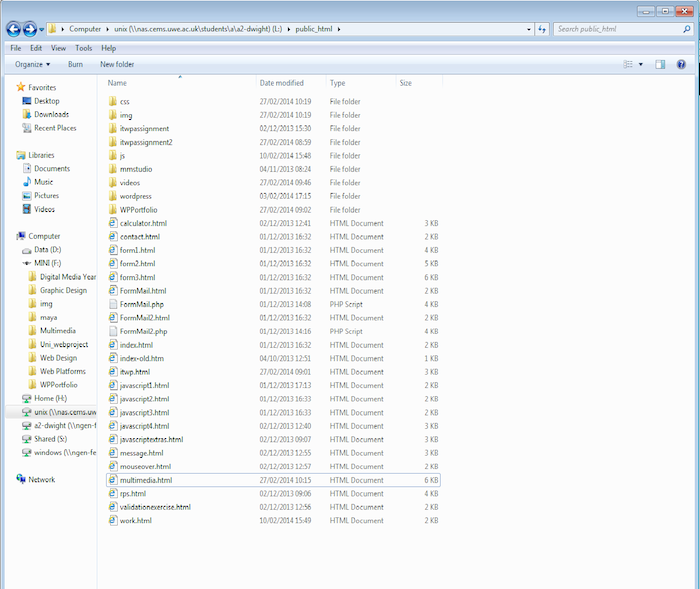 Computer unix (\\nas.cems.uwe.ac.uk\students\a\a2-dwight) (L:) public_html Search public_html
File Edit View Tools Help
Organize Burn New folder
Name Date modified Type Size
Favorites
Desktop
Downloads
Recent Places
Libraries
Documents
Music
Pictures
Videos
Computer
Data (D:)
MINI (F:)
Digital Media Year
Graphic Design
img
maya
Multimedia
Uni_webproject
Web Design
Web Platforms
WPPortfolio
Home (H:)
unix (\\nas.cems.uw
a2-dwight (\\ngen-f
Shared (S:)
windows (\\ngen-fe
Network
css 27/02/2014 10:19 File folder
img 27/02/2014 10:19 File folder
itwpassignment 02/12/2013 15:30 File folder
itwpassignment2 27/02/2014 08:59 File folder
js 10/02/2014 15:48 File folder
mmstudio 04/11/2013 08:24 File folder
videos 27/02/2014 09:46 File folder
wordpress 03/02/2014 17:15 File folder
WPPortfolio 27/02/2014 09:02 File folder
calculator.html 02/12/2013 12:41 HTML Document 3 KB
contact.html 01/12/2013 16:32 HTML Document 2 KB
form1.html 01/12/2013 16:32 HTML Document 4 KB
form2.html 01/12/2013 16:32 HTML Document 5 KB
form3.html 01/12/2013 16:32 HTML Document 6 KB
FormMail.html 01/12/2013 16:32 HTML Document 2 KB
FormMail.php 01/12/2013 14:08 PHP Script 4 KB
FormMail2.html 01/12/2013 16:32 HTML Document 2 KB
FormMail2.php 01/12/2013 14:16 PHP Script 4 KB
index.html 01/12/2013 16:32 HTML Document 2 KB
index-old.htm 04/10/2013 12:51 HTML Document 1 KB
itwp.html 27/02/2014 09:01 HTML Document 3 KB
javascript1.html 01/12/2013 17:13 HTML Document 2 KB
javascript2.html 01/12/2013 16:33 HTML Document 2 KB
javascript3.html 01/12/2013 16:33 HTML Document 2 KB
javascript4.html 02/12/2013 12:40 HTML Document 3 KB
javascriptextras.html 02/12/2013 09:07 HTML Document 3 KB
message.html 02/12/2013 12:55 HTML Document 3 KB
mouseover.html 02/12/2013 12:57 HTML Document 2 KB
multimedia.html 27/02/2014 10:15 HTML Document 6 KB
rps.html 02/12/2013 09:06 HTML Document 4 KB
validationexercise.html 02/12/2013 12:56 HTML Document 2 KB
work.html 10/02/2014 15:49 HTML Document 2 KB